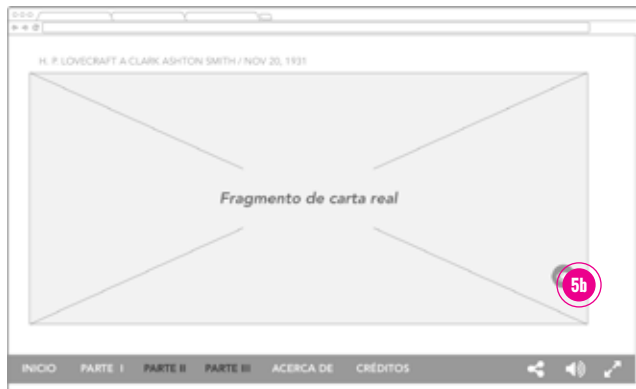 H. P. LOVECRAFT A CLARK ASHTON SMITH / NOV 20, 1931
Fragmento de carta real
5b
INICIO PARTE I PARTE II PARTE III ACERCA DE CRÉDITOS